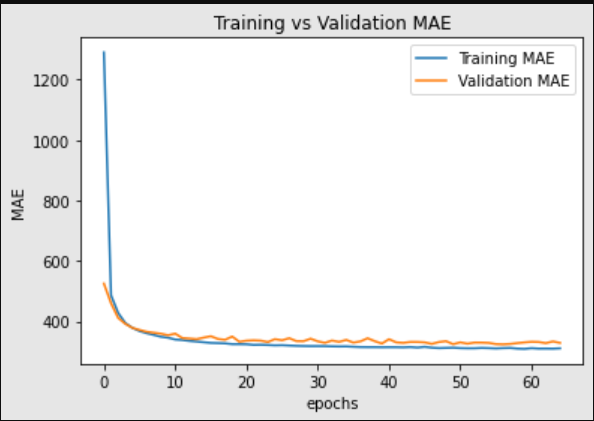 Training vs Validation MAE
Training MAE
Validation MAE
1200
1000
800
600
400
MAE
0 10 20 30 40 50 60
epochs